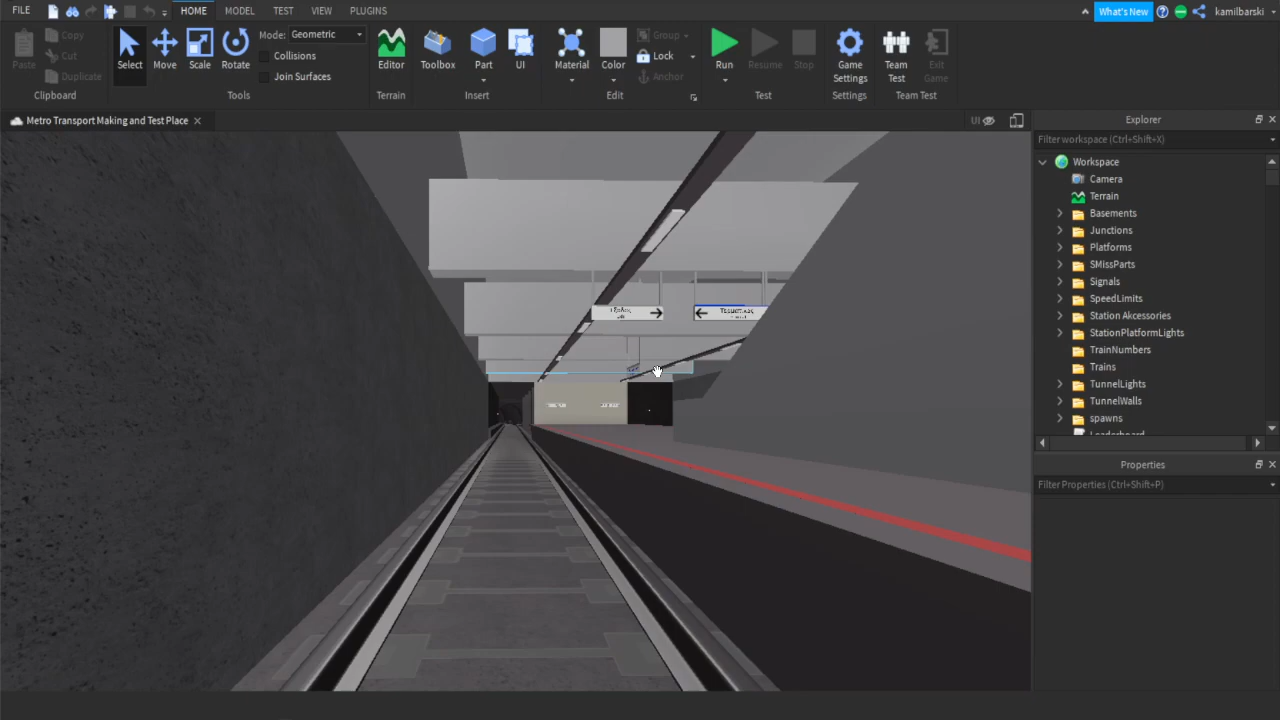 FILE HOME MODEL TEST VIEW PLUGINS What's New kamilbarski
Paste Copy Cut Duplicate Select Move Scale Rotate Mode: Geometric Collisions Join Surfaces Editor Toolbox Part UI Material Color Group Lock Anchor Run Resume Stop Game Settings Team Test Exit Game
Clipboard Tools Terrain Insert Edit Test Settings Team Test
Metro Transport Making and Test Place UI
Explorer
Filter workspace (Ctrl+Shift+X)
Workspace
Camera
Terrain
Basements
Junctions
Platforms
SMissParts
Signals
SpeedLimits
Station Akcessories
StationPlatformLights
TrainNumbers
Trains
TunnelLights
TunnelWalls
spawns
Leaderboard
Properties
Filter Properties (Ctrl+Shift+P)